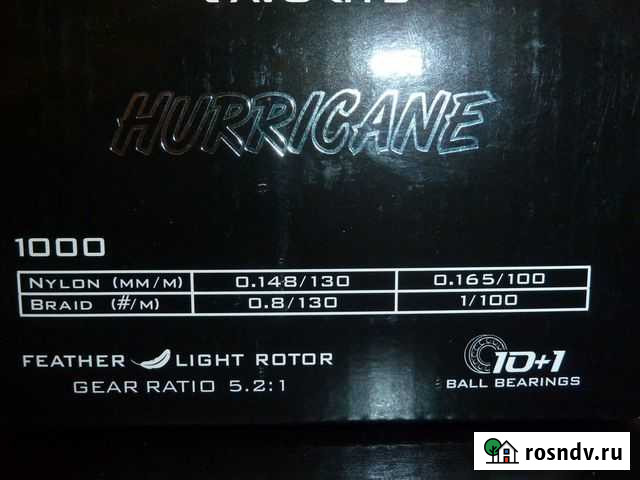 HURRICANE
1000
NYLON (MM/M) 0.148/130 0.165/100
BRAID (#/M) 0.8/130 1/100
FEATHER LIGHT ROTOR
GEAR RATIO 5.2:1
10+1
BALL BEARINGS
rosndv.ru